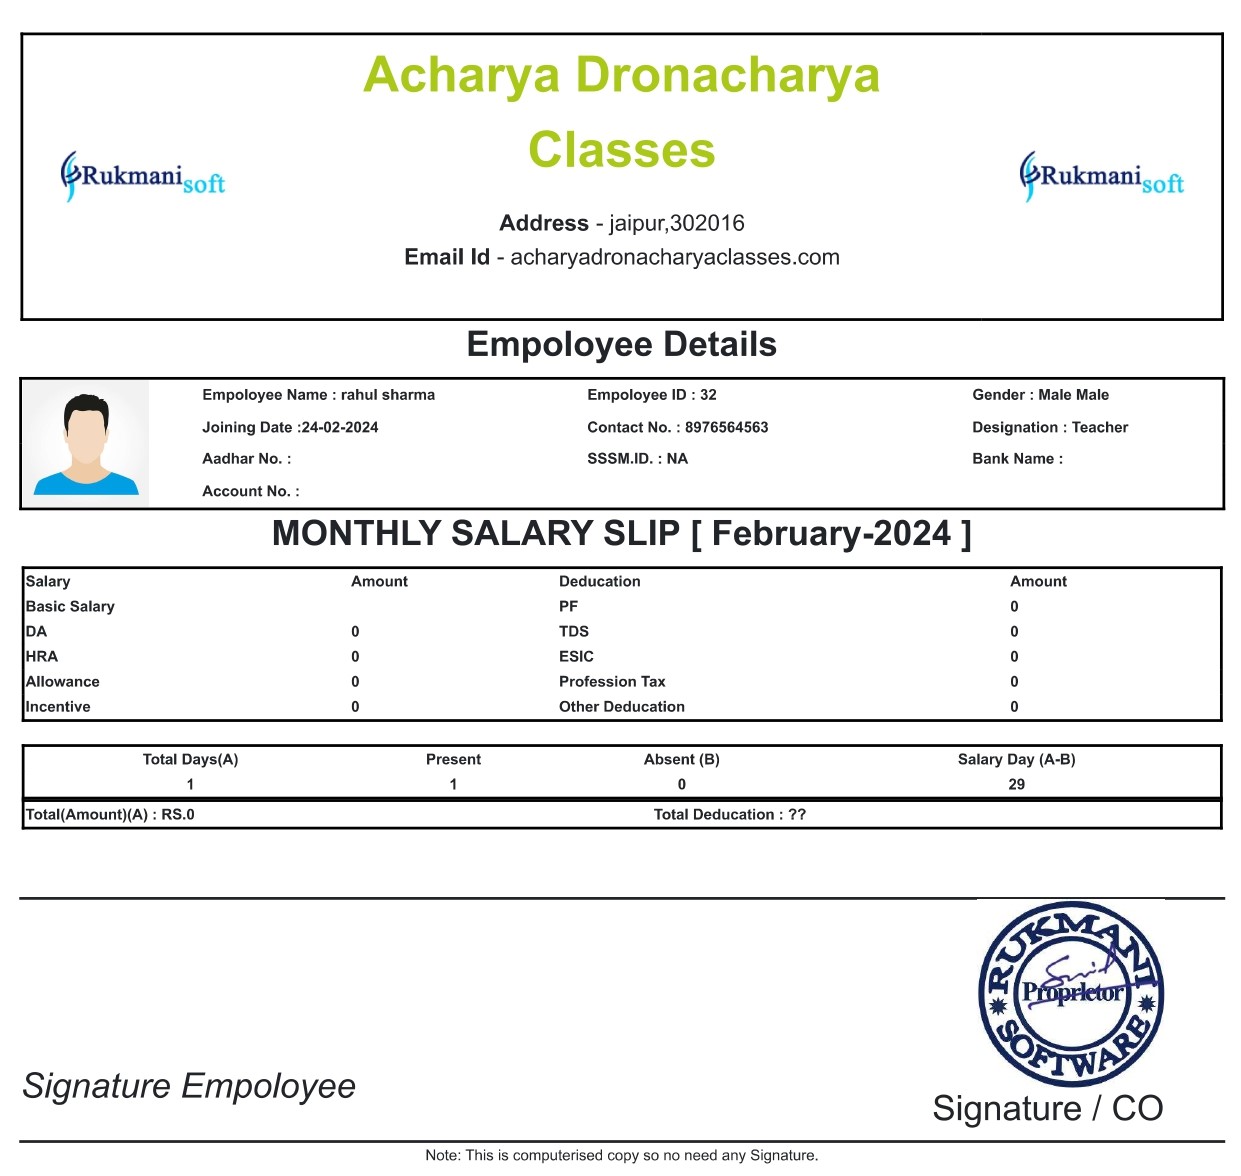 Acharya Dronacharya
Classes
Rukmanisoft
Rukmanisoft
Address - jaipur,302016
Email Id - acharyadronacharyaclasses.com
Empoloyee Details
Empoloyee Name : rahul sharma Empoloyee ID : 32 Gender : Male Male
Joining Date :24-02-2024 Contact No. : 8976564563 Designation : Teacher
Aadhar No. : SSSM.ID. : NA Bank Name :
Account No. :
MONTHLY SALARY SLIP [ February-2024 ]
Salary Amount Deducation Amount
Basic Salary PF 0
DA 0 TDS 0
HRA 0 ESIC 0
Allowance 0 Profession Tax 0
Incentive 0 Other Deducation 0
Total Days(A) Present Absent (B) Salary Day (A-B)
1 1 0 29
Total(Amount)(A) : RS.0 Total Deducation : ??
RUKMANI
Proprietor
SOFTWARE
Signature Empoloyee
Signature / CO
Note: This is computerised copy so no need any Signature.